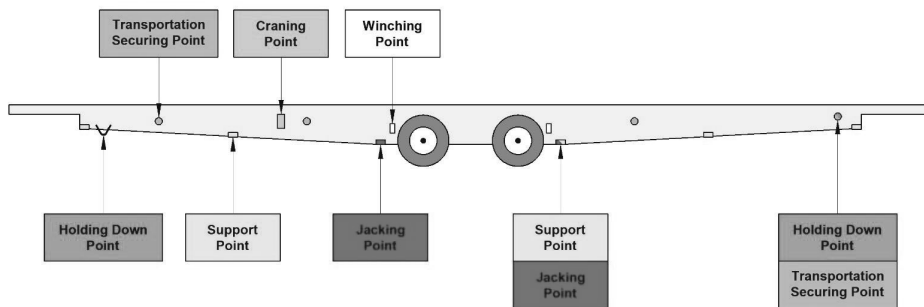 Transportation
Securing Point
Craning
Point
Winching
Point
Holding Down
Point
Support
Point
Jacking
Point
Support
Point
Jacking
Point
Holding Down
Point
Transportation
Securing Point